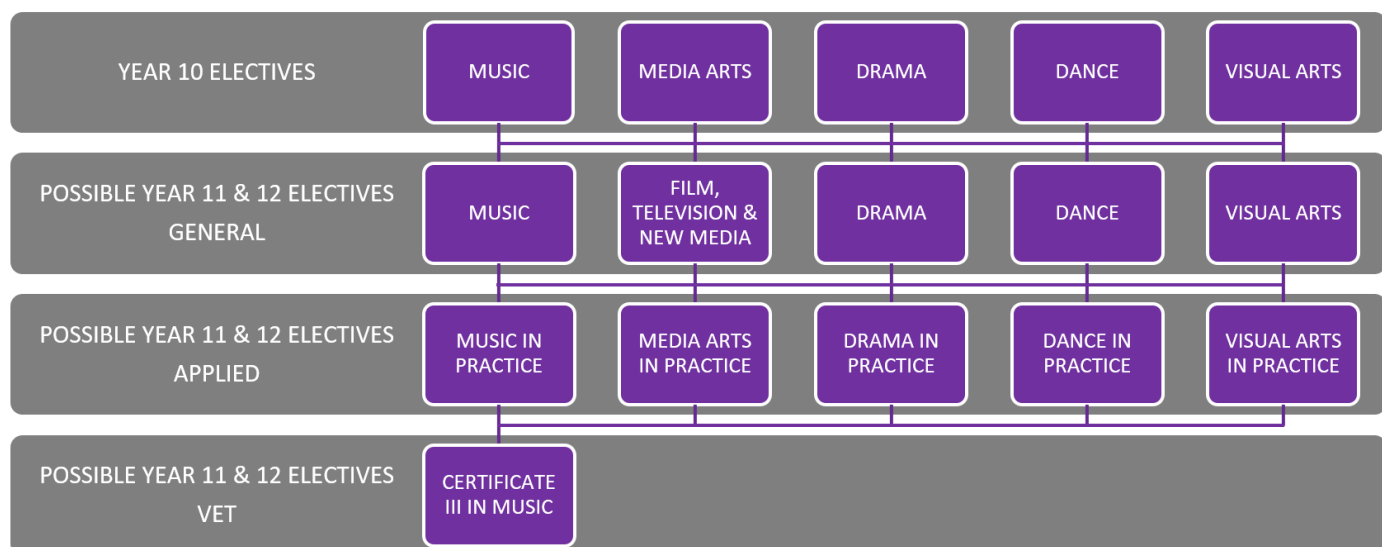 YEAR 10 ELECTIVES
MUSIC
MEDIA ARTS
DRAMA
DANCE
VISUAL ARTS
POSSIBLE YEAR 11 & 12 ELECTIVES
GENERAL
MUSIC
FILM,
TELEVISION &
NEW MEDIA
DRAMA
DANCE
VISUAL ARTS
POSSIBLE YEAR 11 & 12 ELECTIVES
APPLIED
MUSIC IN
PRACTICE
MEDIA ARTS
IN PRACTICE
DRAMA IN
PRACTICE
DANCE IN
PRACTICE
VISUAL ARTS
IN PRACTICE
POSSIBLE YEAR 11 & 12 ELECTIVES
VET
CERTIFICATE
III IN MUSIC